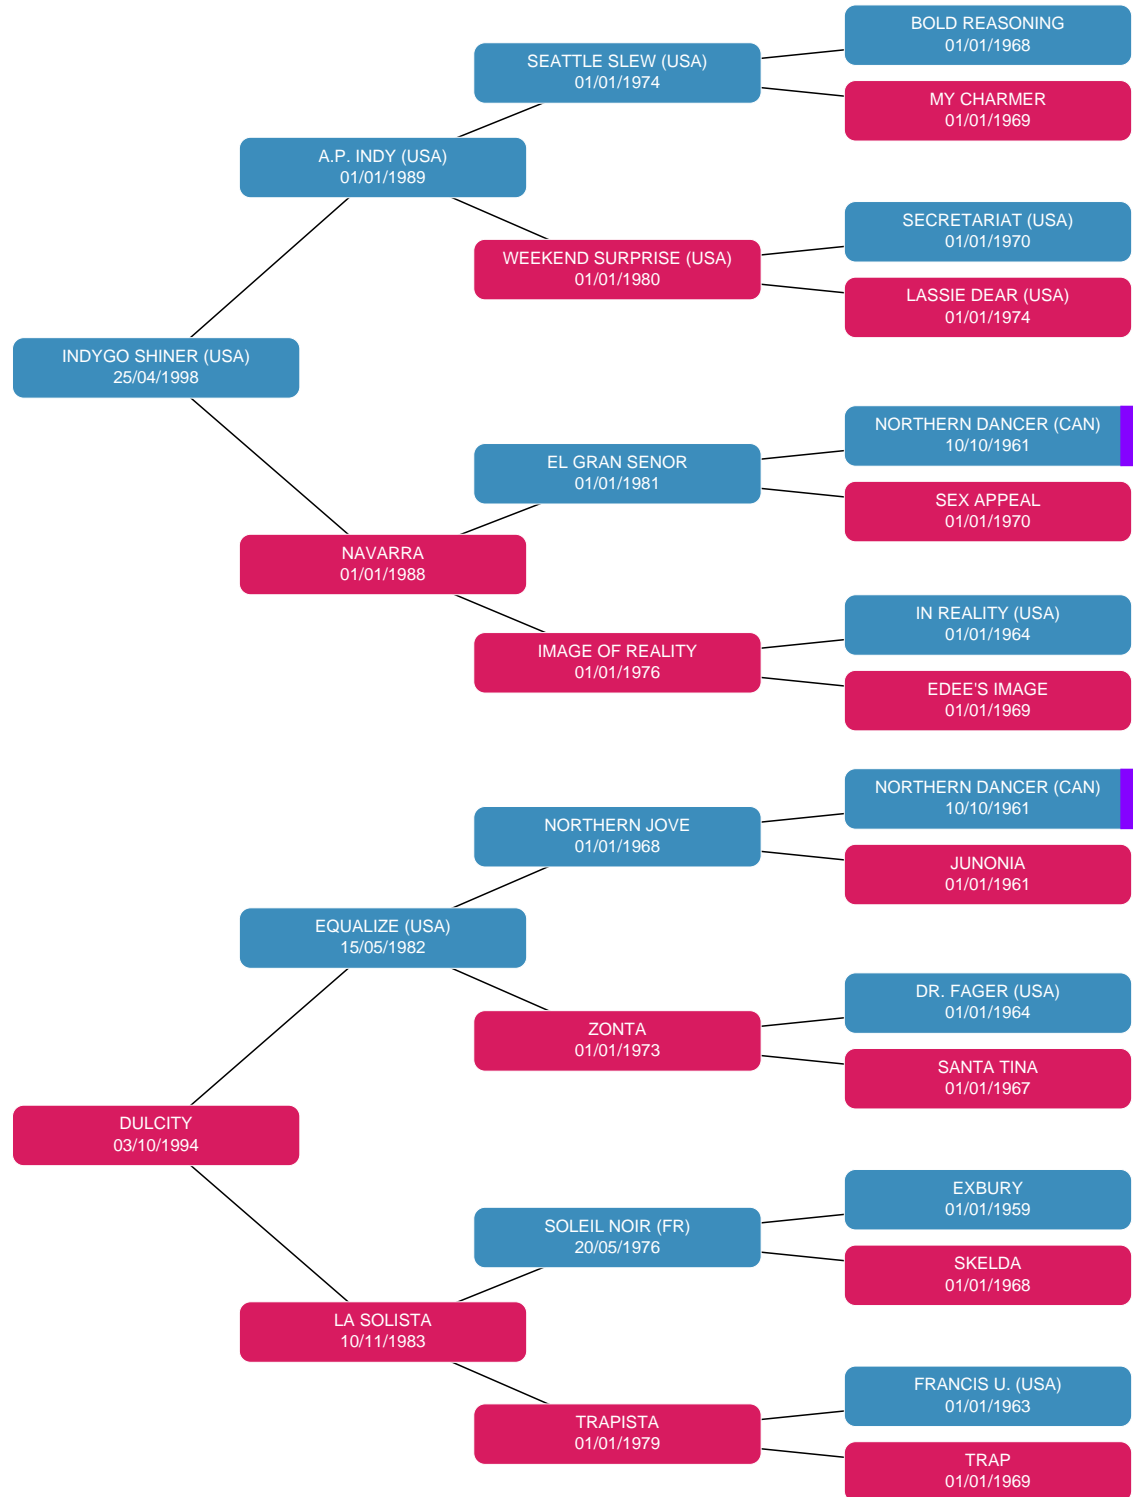 BOLD REASONING
01/01/1968
SEATTLE SLEW (USA)
01/01/1974
MY CHARMER
01/01/1969
A.P. INDY (USA)
01/01/1989
SECRETARIAT (USA)
01/01/1970
WEEKEND SURPRISE (USA)
01/01/1980
LASSIE DEAR (USA)
01/01/1974
INDYGO SHINER (USA)
25/04/1998
NORTHERN DANCER (CAN)
10/10/1961
EL GRAN SENOR
01/01/1981
SEX APPEAL
01/01/1970
NAVARRA
01/01/1988
IN REALITY (USA)
01/01/1964
IMAGE OF REALITY
01/01/1976
EDEE'S IMAGE
01/01/1969
NORTHERN DANCER (CAN)
10/10/1961
NORTHERN JOVE
01/01/1968
JUNONIA
01/01/1961
EQUALIZE (USA)
15/05/1982
DR. FAGER (USA)
01/01/1964
ZONTA
01/01/1973
SANTA TINA
01/01/1967
DULCITY
03/10/1994
EXBURY
01/01/1959
SOLEIL NOIR (FR)
20/05/1976
SKELDA
01/01/1968
LA SOLISTA
10/11/1983
FRANCIS U. (USA)
01/01/1963
TRAPISTA
01/01/1979
TRAP
01/01/1969